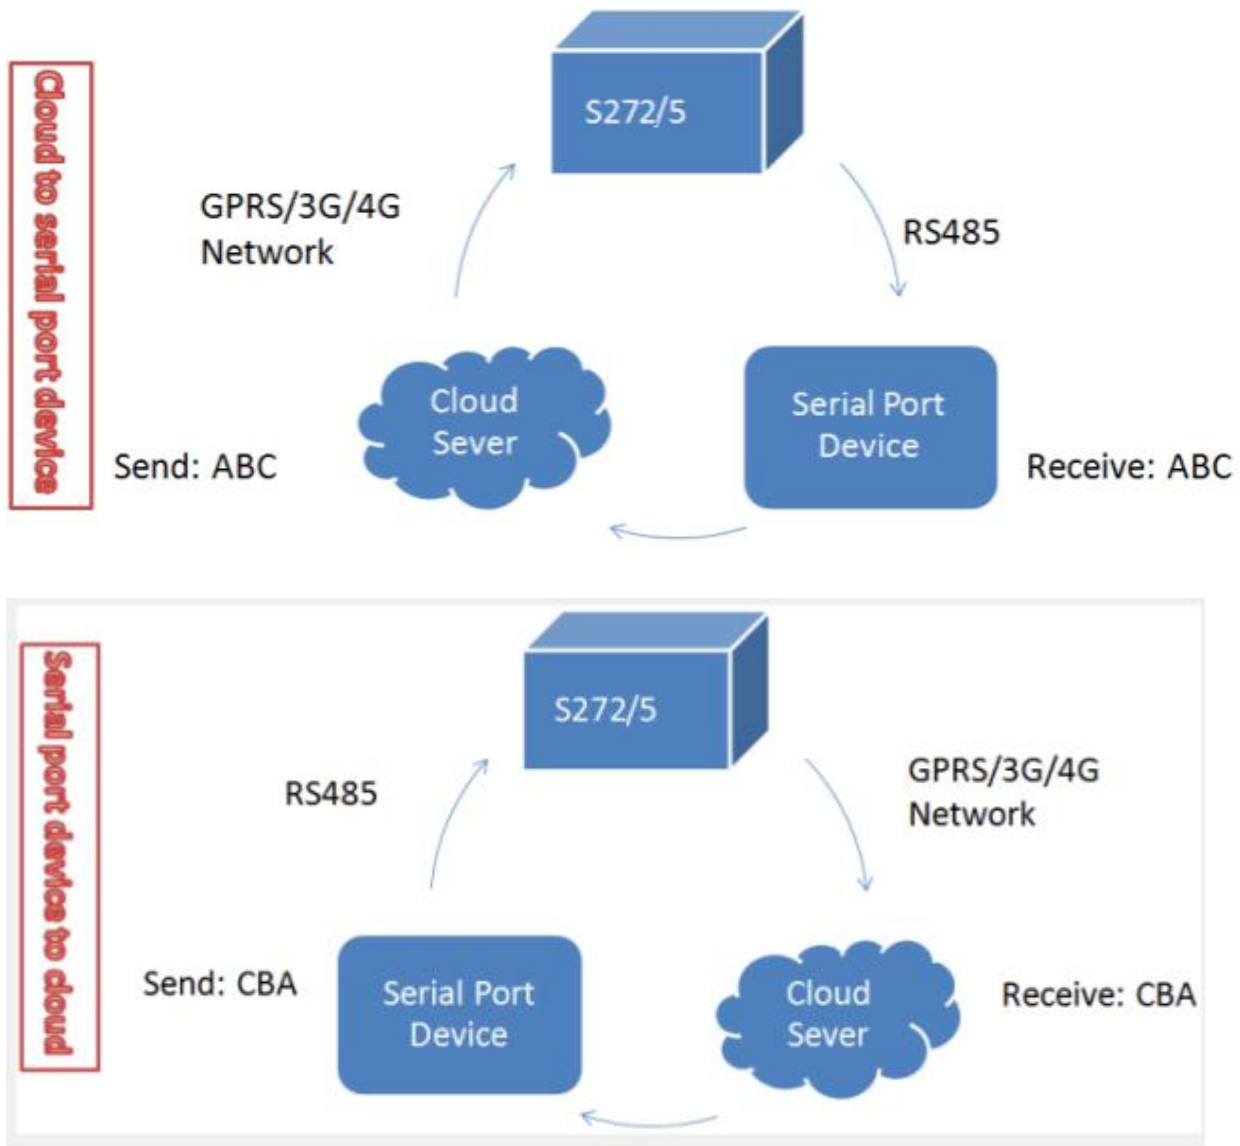 Cloud to serial port device
S272/5
GPRS/3G/4G
Network
RS485
Cloud
Sever
Serial Port
Device
Send: ABC
Receive: ABC
Serial port device to cloud
S272/5
RS485
GPRS/3G/4G
Network
Send: CBA
Serial Port
Device
Cloud
Sever
Receive: CBA